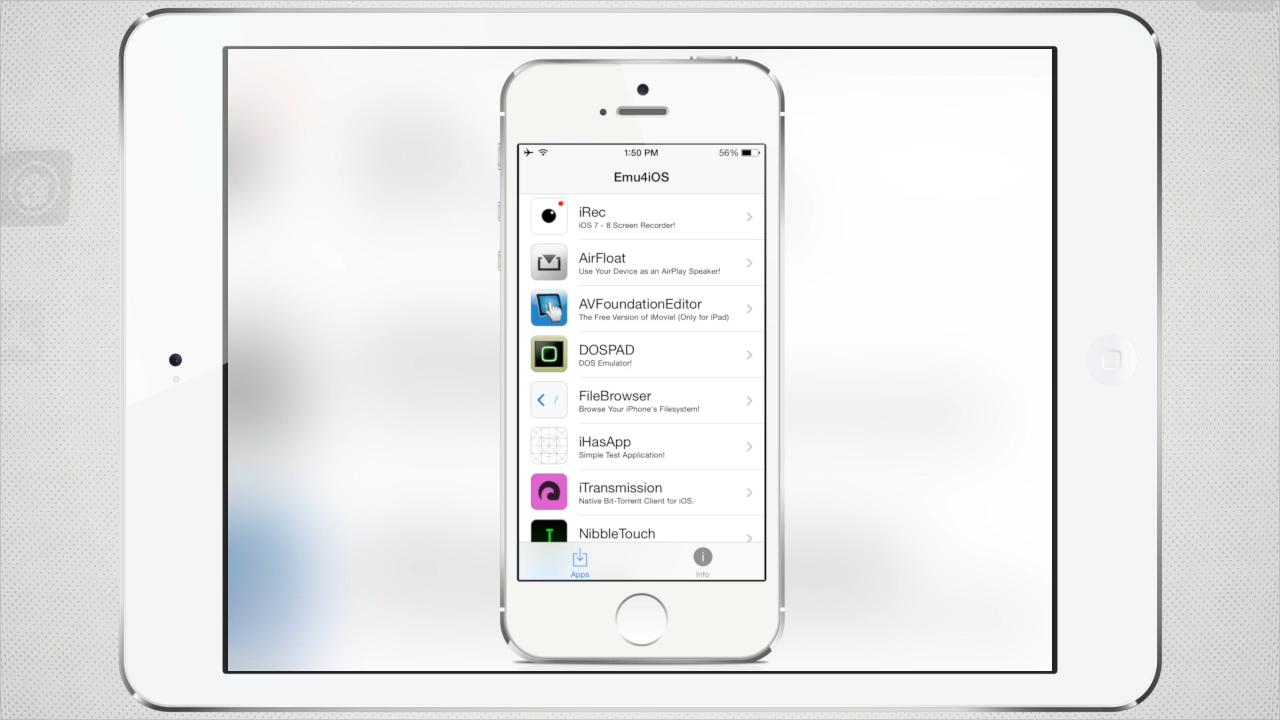 1:50 PM
56%
Emu4iOS
iRec
iOS 7 - 8 Screen Recorder!
AirFloat
Use Your Device as an AirPlay Speaker!
AVFoundationEditor
The Free Version of iMovie! (Only for iPad)
DOSPAD
DOS Emulator!
FileBrowser
Browse Your iPhone's Filesystem!
iHasApp
Simple Test Application!
iTransmission
Native Bit-Torrent Client for iOS.
NibbleTouch
Apps
Info